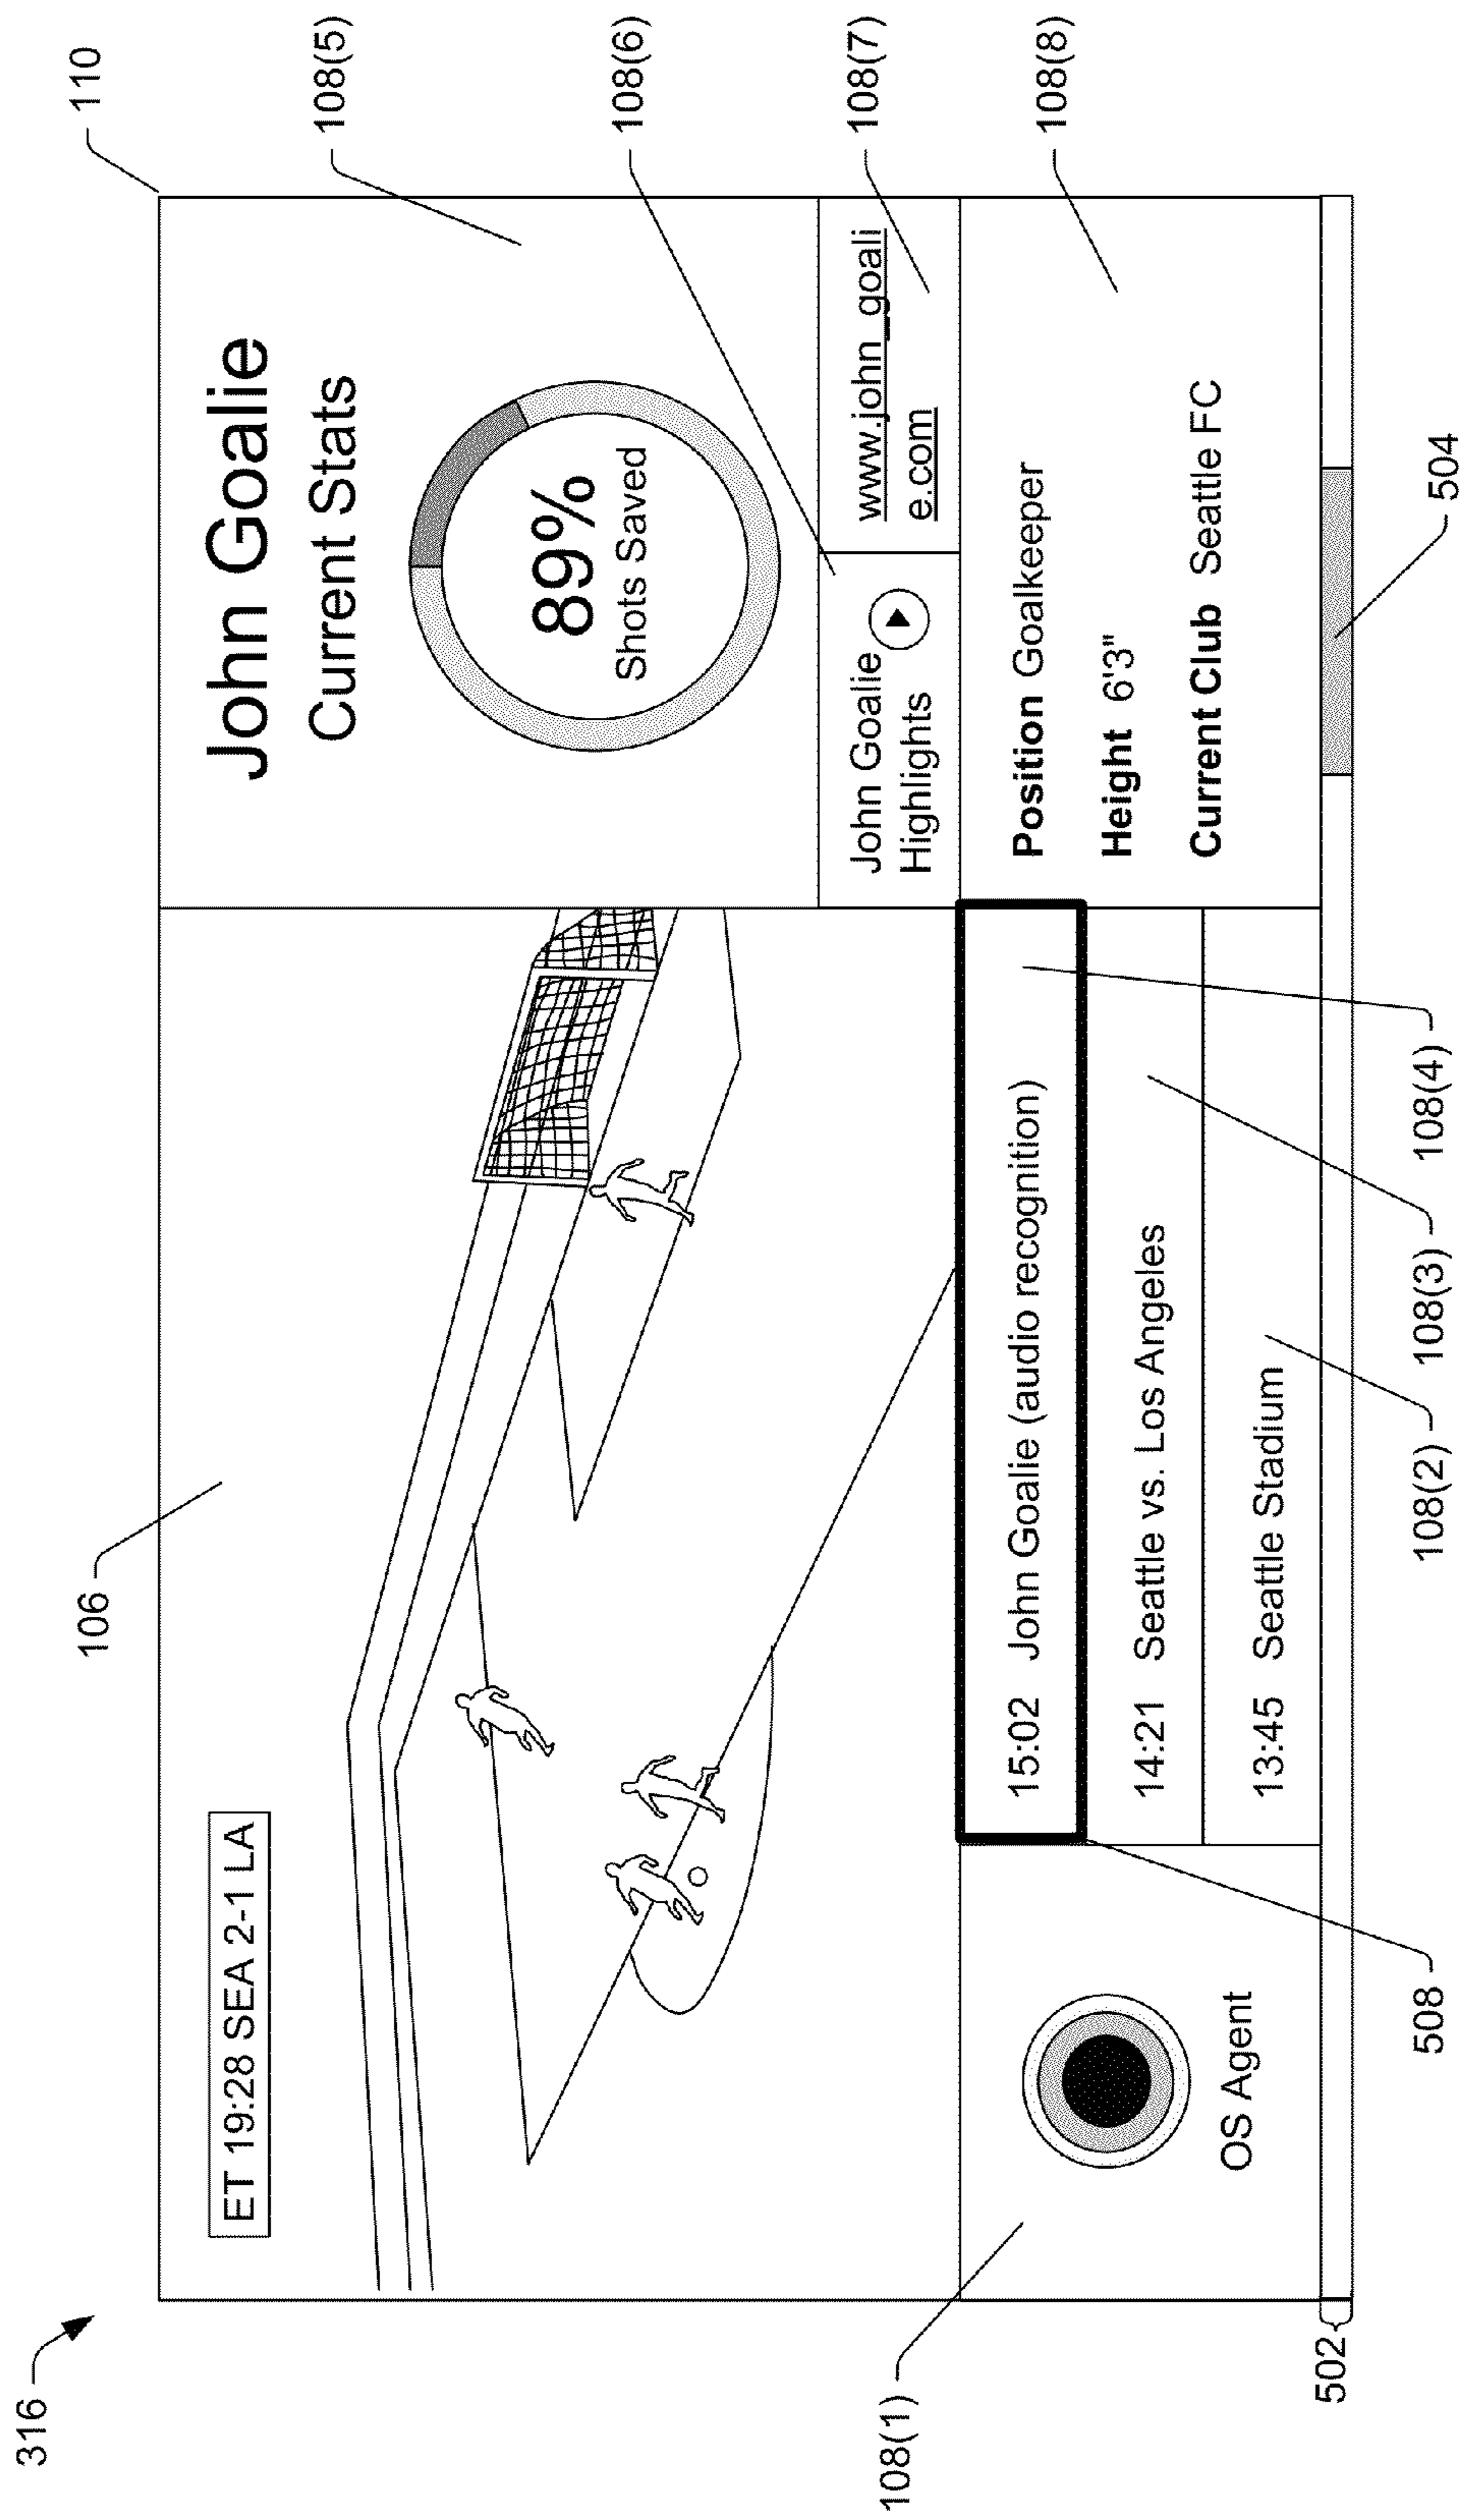 316
106
110
ET 19:28 SEA 2-1 LA
John Goalie
Current Stats
89%
Shots Saved
108(5)
108(6)
John Goalie
Highlights
www.john_goali
e.com
108(7)
108(8)
Position Goalkeeper
Height 6'3"
Current Club Seattle FC
108(1)
OS Agent
15:02 John Goalie (audio recognition)
14:21 Seattle vs. Los Angeles
13:45 Seattle Stadium
502
508
108(2)
108(3)
108(4)
504